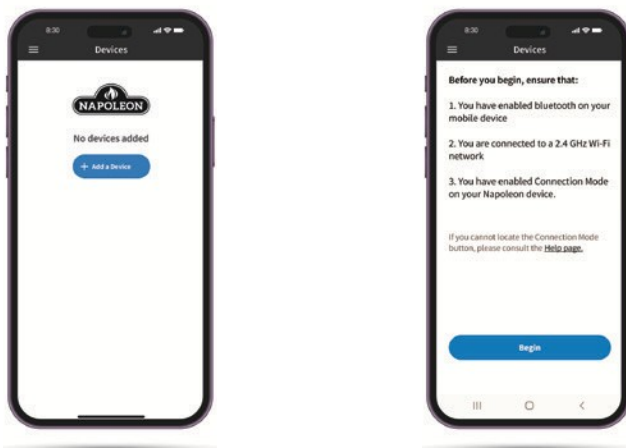 8:30
Devices
NAPOLEON
No devices added
+ Add a Device
8:30
Devices
Before you begin, ensure that:
1. You have enabled bluetooth on your
mobile device
2. You are connected to a 2.4 GHz Wi-Fi
network
3. You have enabled Connection Mode
on your Napoleon device.
If you cannot locate the Connection Mode
button, please consult the Help page.
Begin